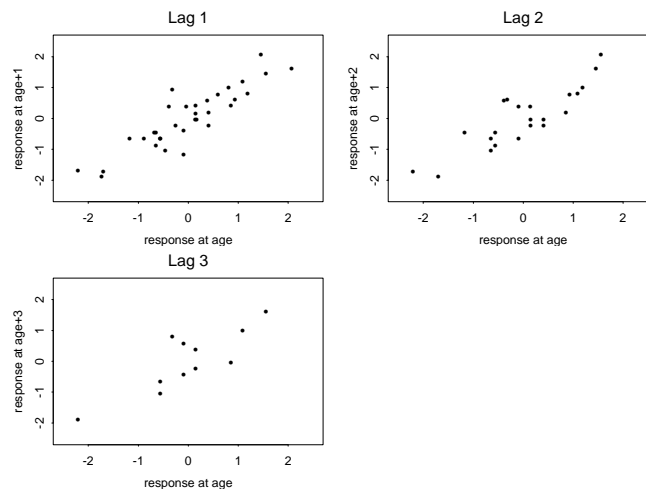 Lag 1
response at age+1
2
1
0
-1
-2
-2 -1 0 1 2
response at age
Lag 2
response at age+2
2
1
0
-1
-2
-2 -1 0 1 2
response at age
Lag 3
response at age+3
2
1
0
-1
-2
-2 -1 0 1 2
response at age